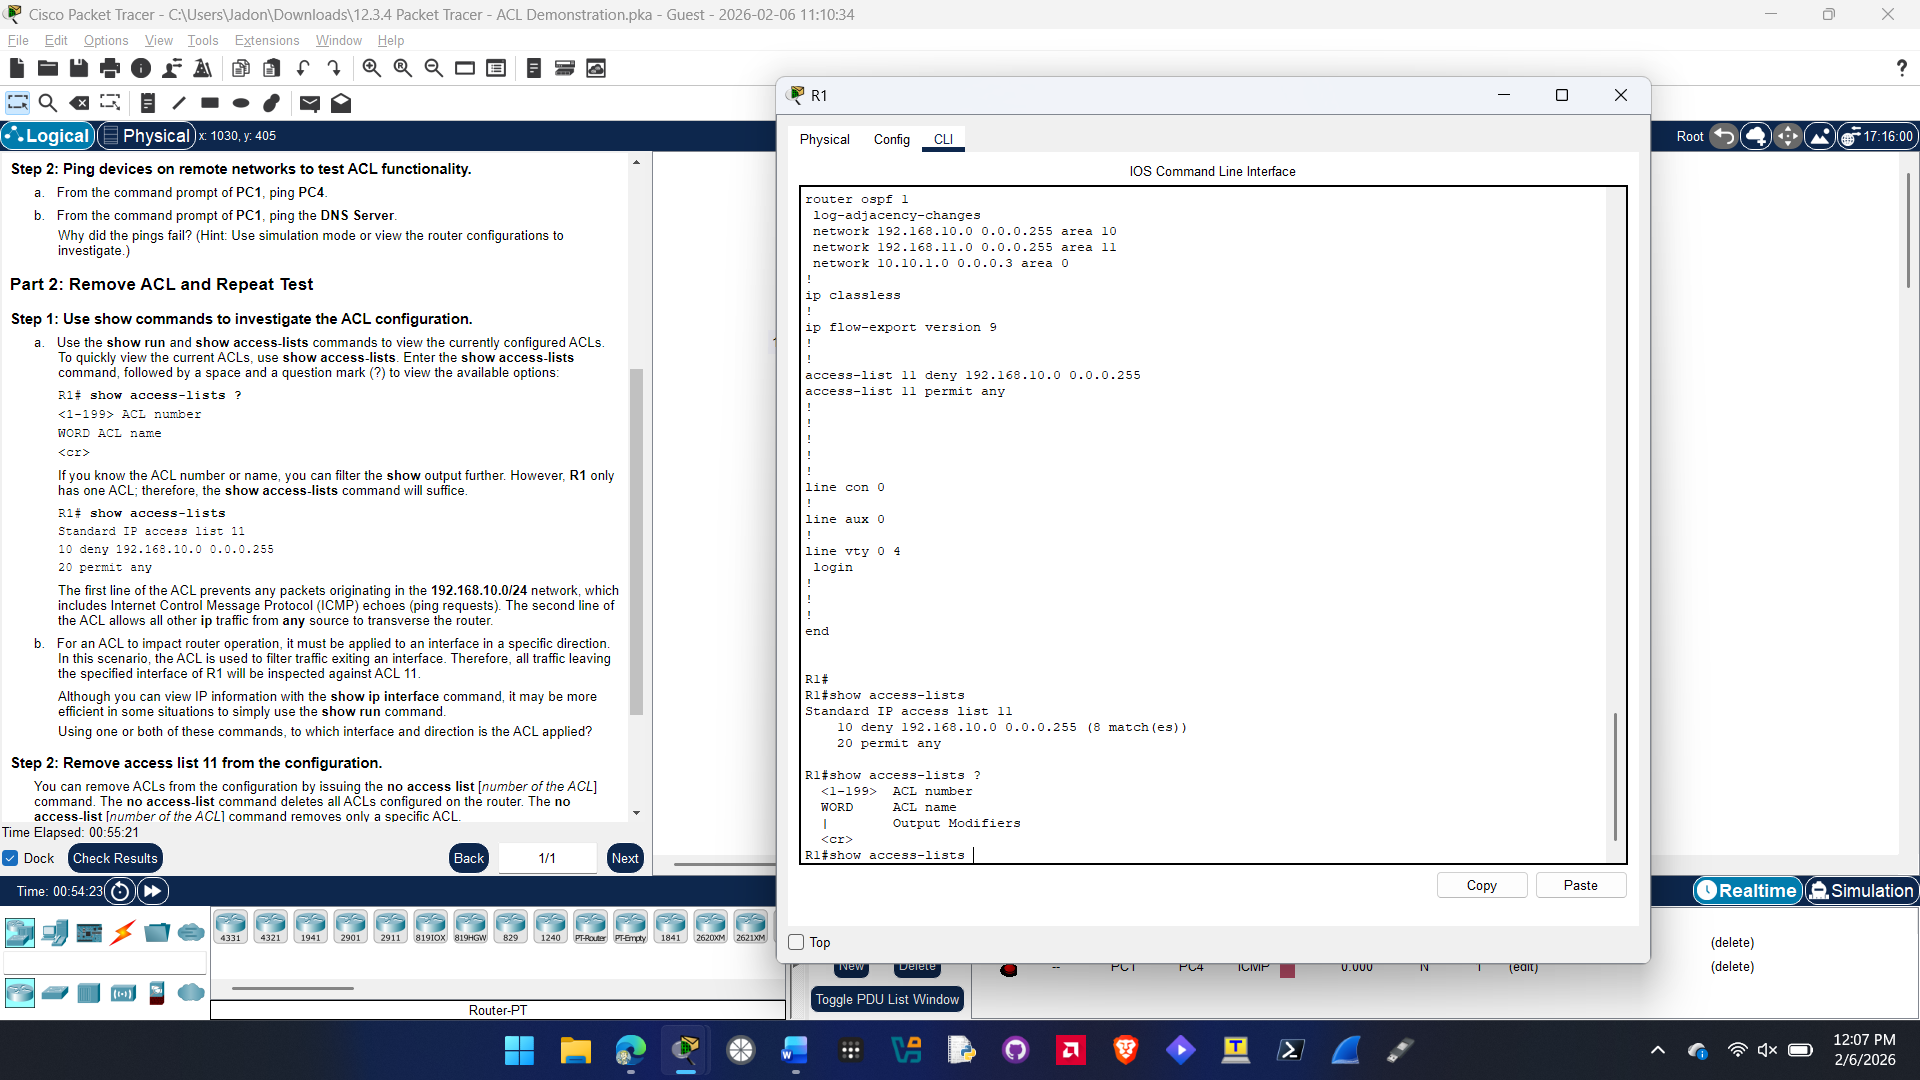 Cisco Packet Tracer - C:\Users\Jadon\Downloads\12.3.4 Packet Tracer - ACL Demonstration.pka - Guest - 2026-02-06 11:10:34
File Edit Options View Tools Extensions Window Help
Logical Physical x: 1030, y: 405
Root 17:16:00
Step 2: Ping devices on remote networks to test ACL functionality.
a. From the command prompt of PC1, ping PC4.
b. From the command prompt of PC1, ping the DNS Server.
Why did the pings fail? (Hint: Use simulation mode or view the router configurations to
investigate.)
Part 2: Remove ACL and Repeat Test
Step 1: Use show commands to investigate the ACL configuration.
a. Use the show run and show access-lists commands to view the currently configured ACLs.
To quickly view the current ACLs, use show access-lists. Enter the show access-lists
command, followed by a space and a question mark (?) to view the available options:
R1# show access-lists ?
<1-199> ACL number
WORD ACL name
<cr>
If you know the ACL number or name, you can filter the show output further. However, R1 only
has one ACL; therefore, the show access-lists command will suffice.
R1# show access-lists
Standard IP access list 11
10 deny 192.168.10.0 0.0.0.255
20 permit any
The first line of the ACL prevents any packets originating in the 192.168.10.0/24 network, which
includes Internet Control Message Protocol (ICMP) echoes (ping requests). The second line of
the ACL allows all other ip traffic from any source to transverse the router.
b. For an ACL to impact router operation, it must be applied to an interface in a specific direction.
In this scenario, the ACL is used to filter traffic exiting an interface. Therefore, all traffic leaving
the specified interface of R1 will be inspected against ACL 11.
Although you can view IP information with the show ip interface command, it may be more
efficient in some situations to simply use the show run command.
Using one or both of these commands, to which interface and direction is the ACL applied?
Step 2: Remove access list 11 from the configuration.
You can remove ACLs from the configuration by issuing the no access list [number of the ACL]
command. The no access-list command deletes all ACLs configured on the router. The no
access-list [number of the ACL] command removes only a specific ACL.
Time Elapsed: 00:55:21
Dock Check Results Back 1/1 Next
Time: 00:54:23
Realtime Simulation
4331 4321 1941 2901 2911 819IOX 819HGW 829 1240 PT-Router PT-Empty 1841 2620XM 2621XM
Router-PT
R1
Physical Config CLI
IOS Command Line Interface
router ospf 1
log-adjacency-changes
network 192.168.10.0 0.0.0.255 area 10
network 192.168.11.0 0.0.0.255 area 11
network 10.10.1.0 0.0.0.3 area 0
!
ip classless
!
ip flow-export version 9
!
!
access-list 11 deny 192.168.10.0 0.0.0.255
access-list 11 permit any
!
!
!
!
!
line con 0
!
line aux 0
!
line vty 0 4
login
!
!
!
end
R1#
R1#show access-lists
Standard IP access list 11
10 deny 192.168.10.0 0.0.0.255 (8 match(es))
20 permit any
R1#show access-lists ?
<1-199> ACL number
WORD ACL name
| Output Modifiers
<cr>
R1#show access-lists
Copy Paste
Top
(delete)
New Delete
-- PC1 PC4 ICMP 0.000 N 1 (edit) (delete)
Toggle PDU List Window
12:07 PM
2/6/2026